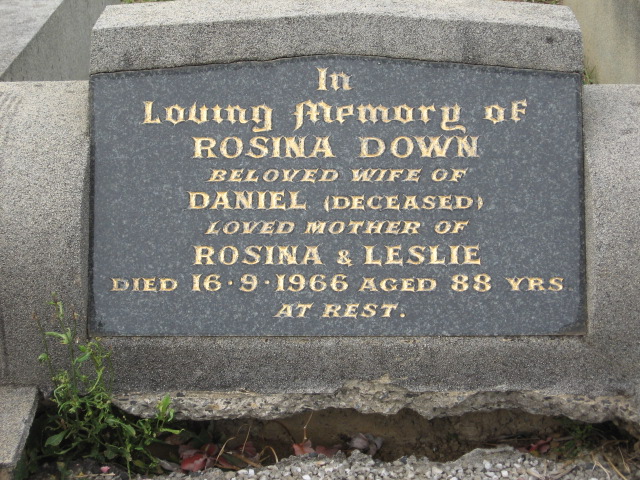 In
Loving Memory of
ROSINA DOWN
BELOVED WIFE OF
DANIEL (DECEASED)
LOVED MOTHER OF
ROSINA & LESLIE
DIED 16·9·1966 AGED 88 YRS
AT REST.